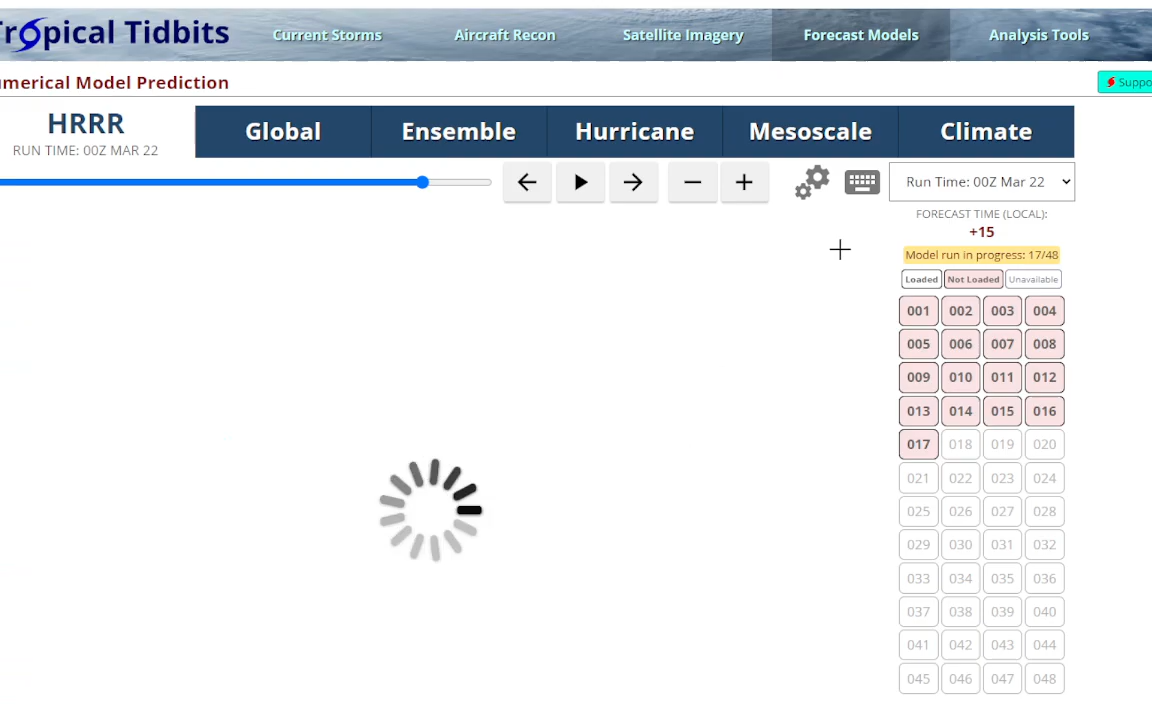 Tropical Tidbits
Current Storms Aircraft Recon Satellite Imagery Forecast Models Analysis Tools
merical Model Prediction
Suppo
HRRR Global Ensemble Hurricane Mesoscale Climate
RUN TIME: 00Z MAR 22
Run Time: 00Z Mar 22
FORECAST TIME (LOCAL):
+15
Model run in progress: 17/48
Loaded Not Loaded Unavailable
001 002 003 004
005 006 007 008
009 010 011 012
013 014 015 016
017 018 019 020
021 022 023 024
025 026 027 028
029 030 031 032
033 034 035 036
037 038 039 040
041 042 043 044
045 046 047 048